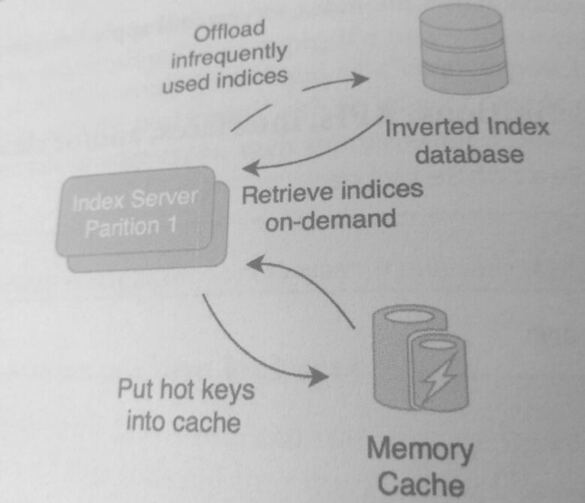 Offload
infrequently
used indices
Inverted Index
database
Index Server
Parition 1
Retrieve indices
on-demand
Put hot keys
into cache
Memory
Cache